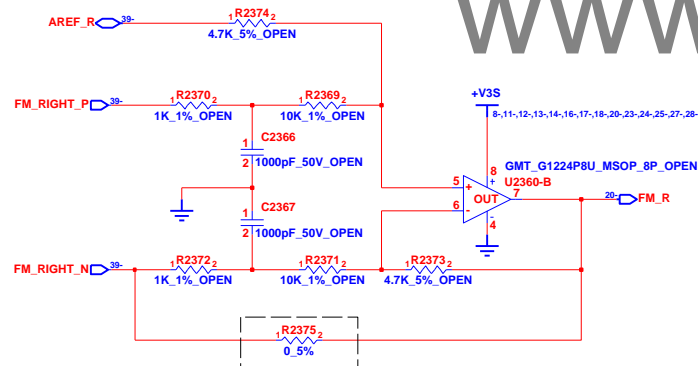 WWW
AREF_R 39- 1 R2374 2
4.7K_5%_OPEN
FM_RIGHT_P 39- 1 R2370 2 1 R2369 2
1K_1%_OPEN 10K_1%_OPEN
+V3S
8-,11-,12-,13-,14-,16-,17-,18-,20-,23-,24-,25-,27-,28-
1 C2366
2 1000pF_50V_OPEN
GMT_G1224P8U_MSOP_8P_OPEN
8 U2360-B
5 + + OUT 7 20- FM_R
6 - - 4
1 C2367
2 1000pF_50V_OPEN
FM_RIGHT_N 39- 1 R2372 2 1 R2371 2 1 R2373 2
1K_1%_OPEN 10K_1%_OPEN 4.7K_5%_OPEN
1 R2375 2
0_5%